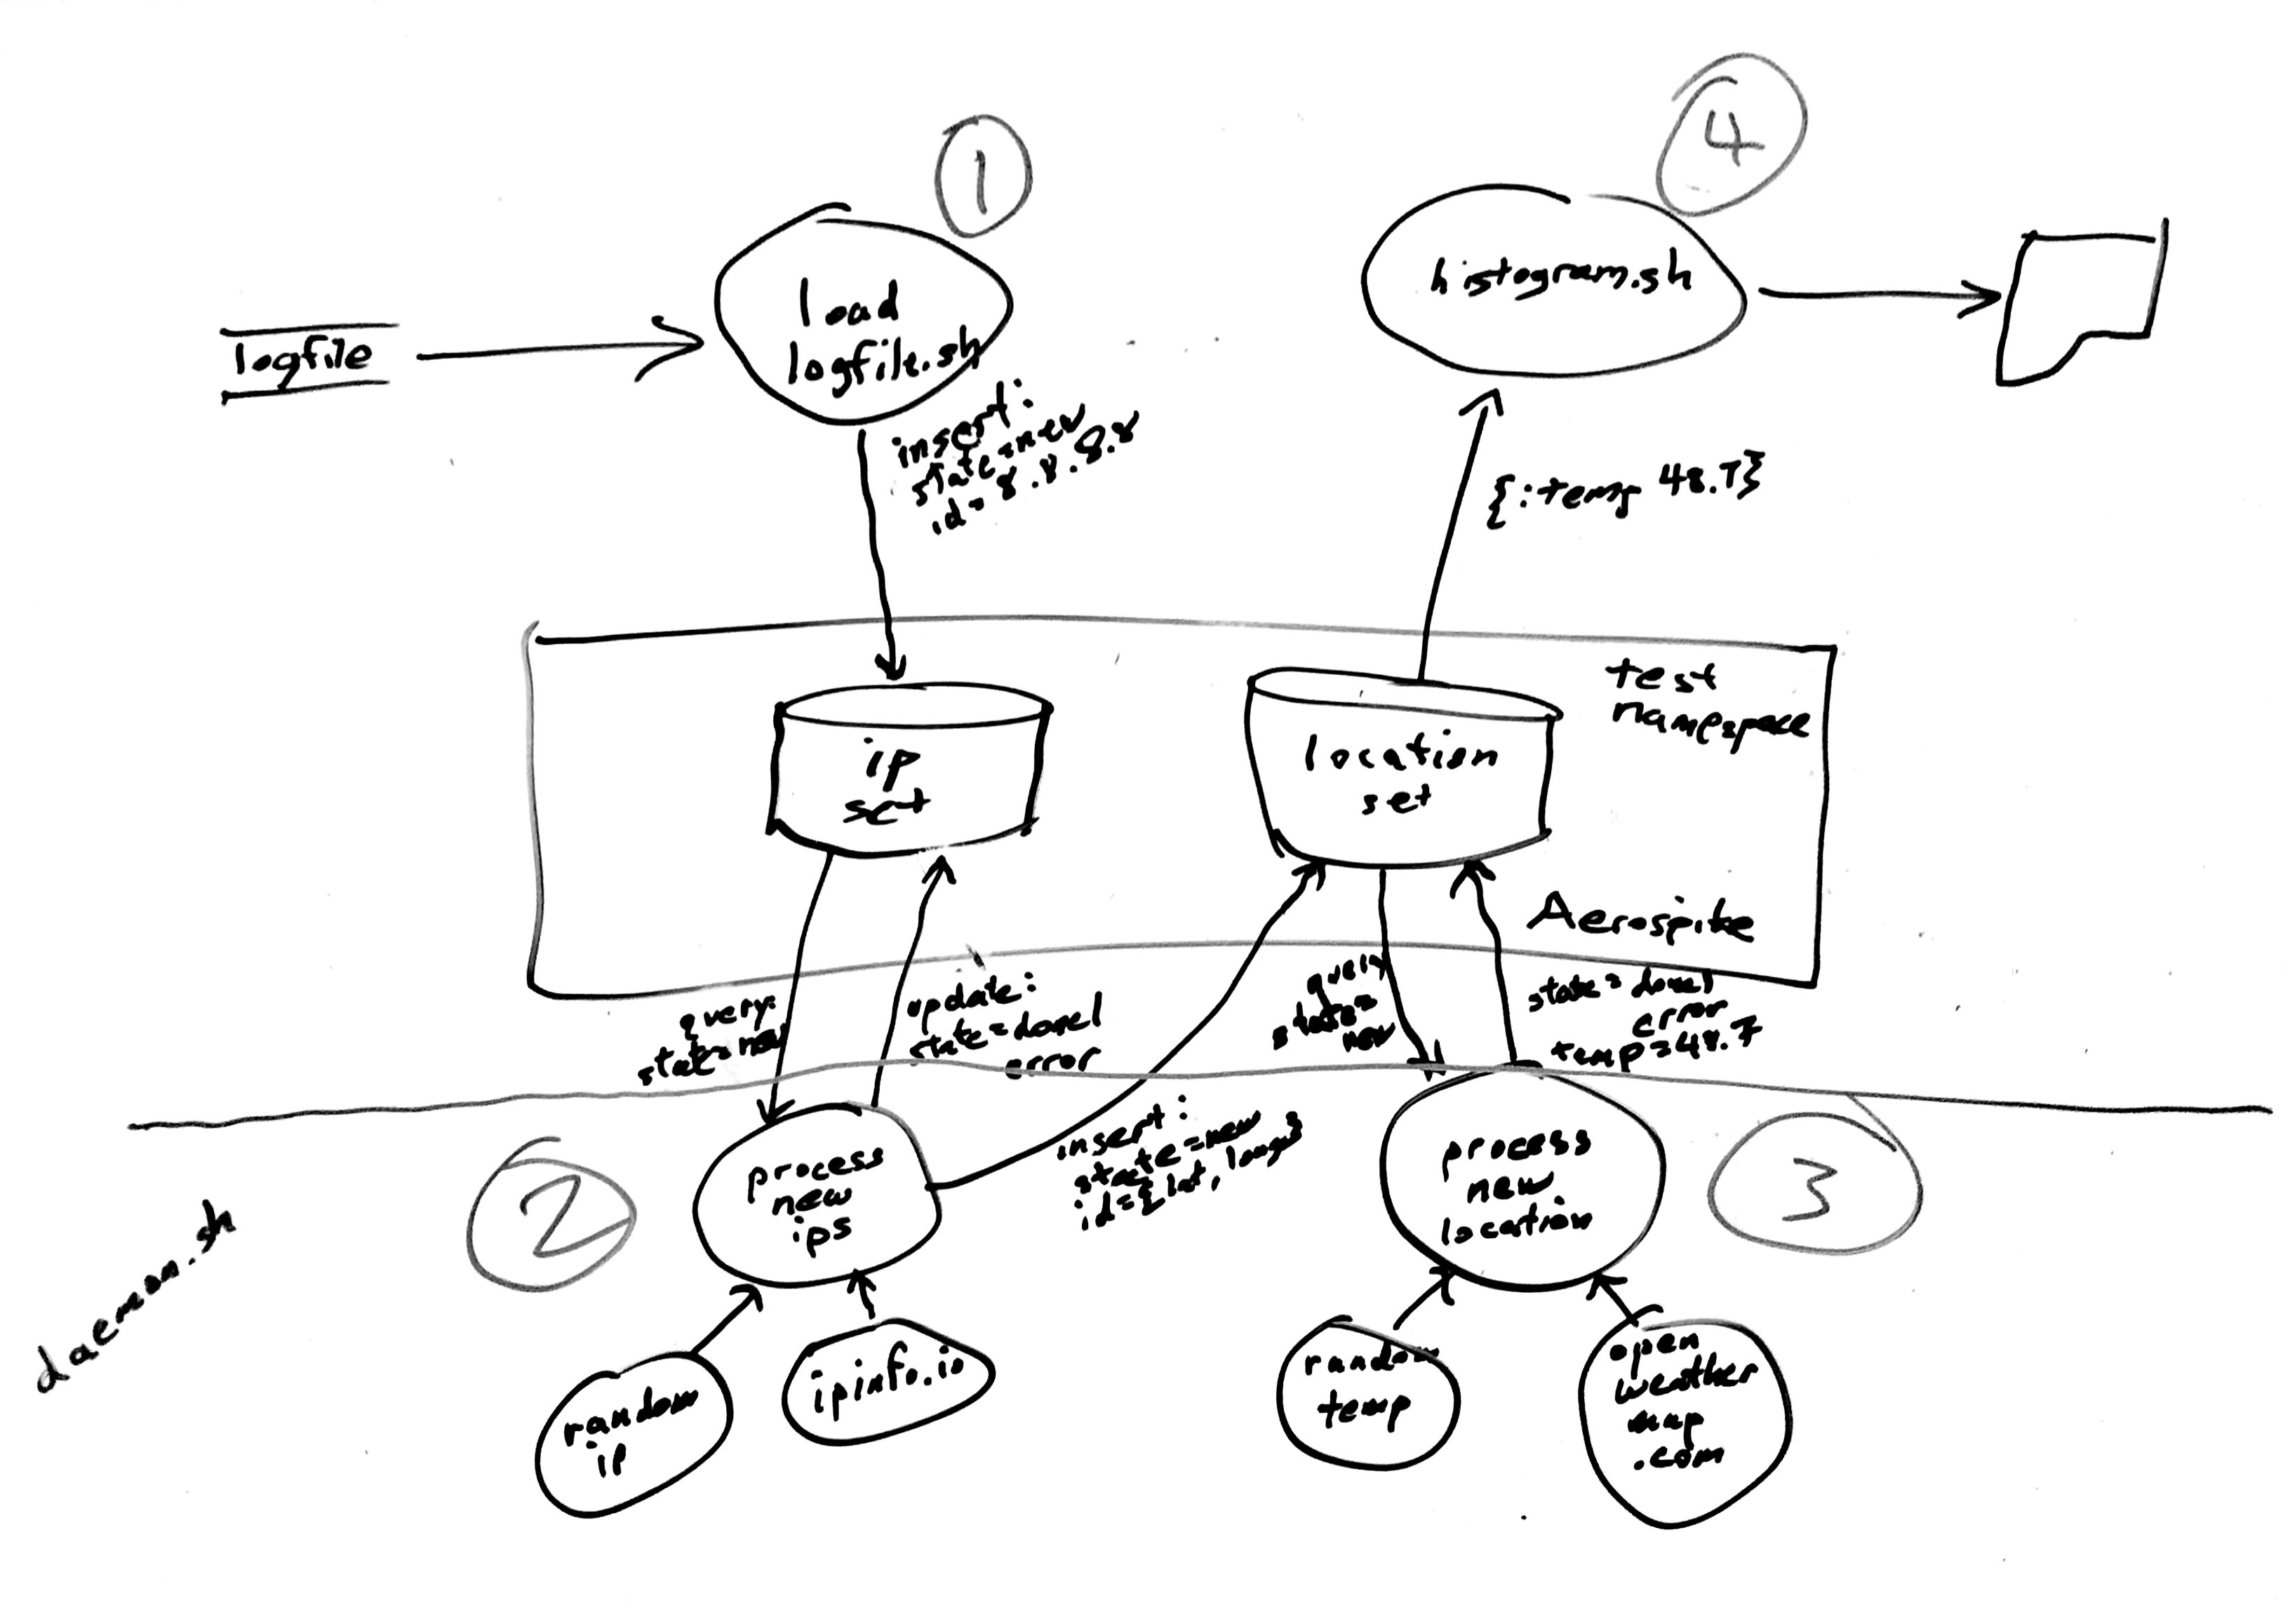 1
4
load
logfile.sh
histogram.sh
logfile
insert:
state=new
id=8.8.8.8
{:temp 48.7}
test
namespace
ip
set
location
set
Aerospike
query:
state=new
update:
state=done|
error
query
state=
new
state=done|
error
temp=48.7
insert:
state=new
id={lat, long}
2
process
new
ips
process
new
location
3
daemon.sh
random
ip
ipinfo.io
random
temp
open
weather
map
.com